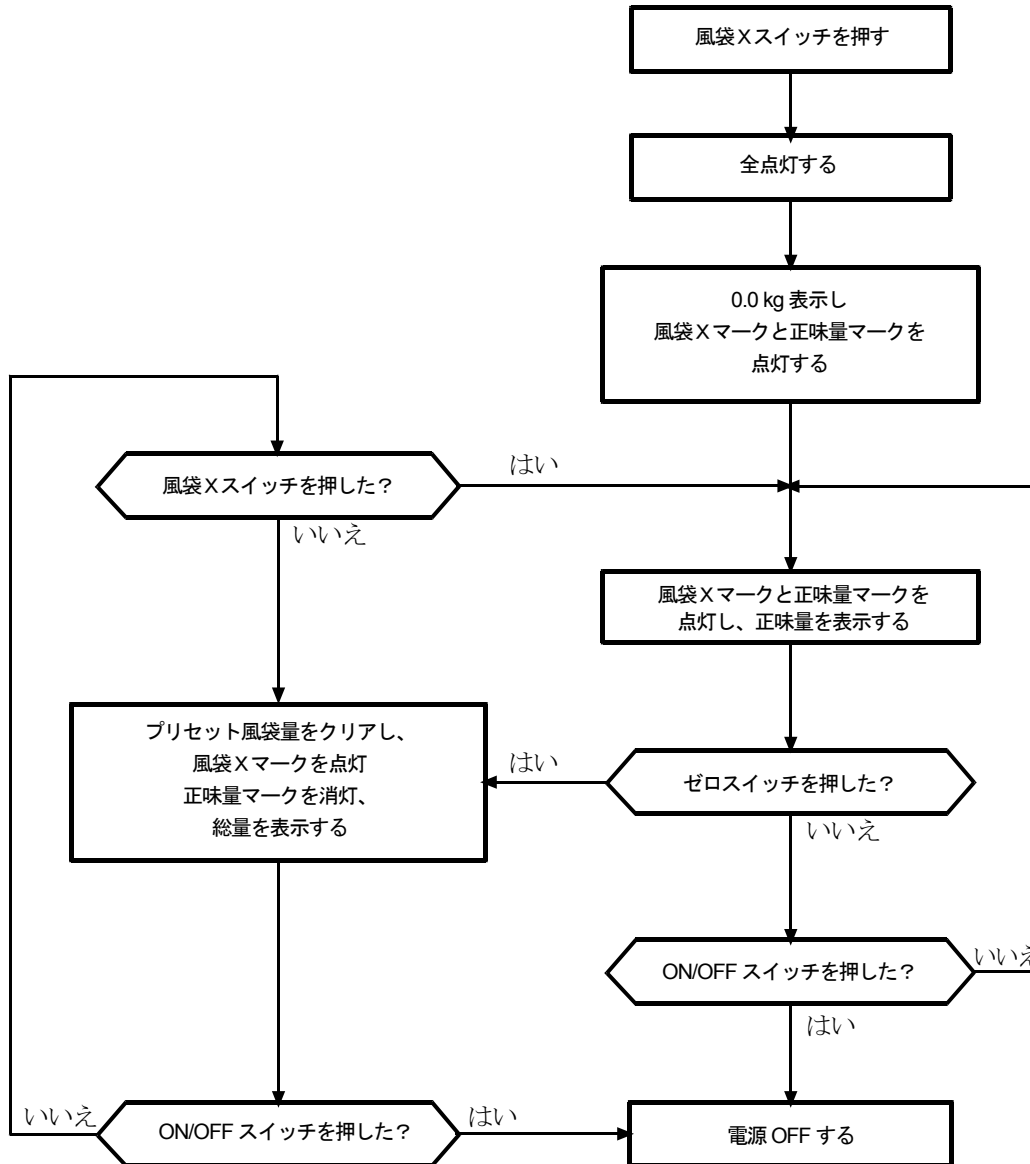 風袋Xスイッチを押す
全点灯する
0.0 kg 表示し
風袋Xマークと正味量マークを
点灯する
風袋Xスイッチを押した?
はい
いいえ
風袋Xマークと正味量マークを
点灯し、正味量を表示する
プリセット風袋量をクリアし、
風袋Xマークを点灯
正味量マークを消灯、
総量を表示する
はい
ゼロスイッチを押した?
いいえ
ON/OFF スイッチを押した?
いいえ
はい
いいえ
ON/OFF スイッチを押した?
はい
電源 OFF する